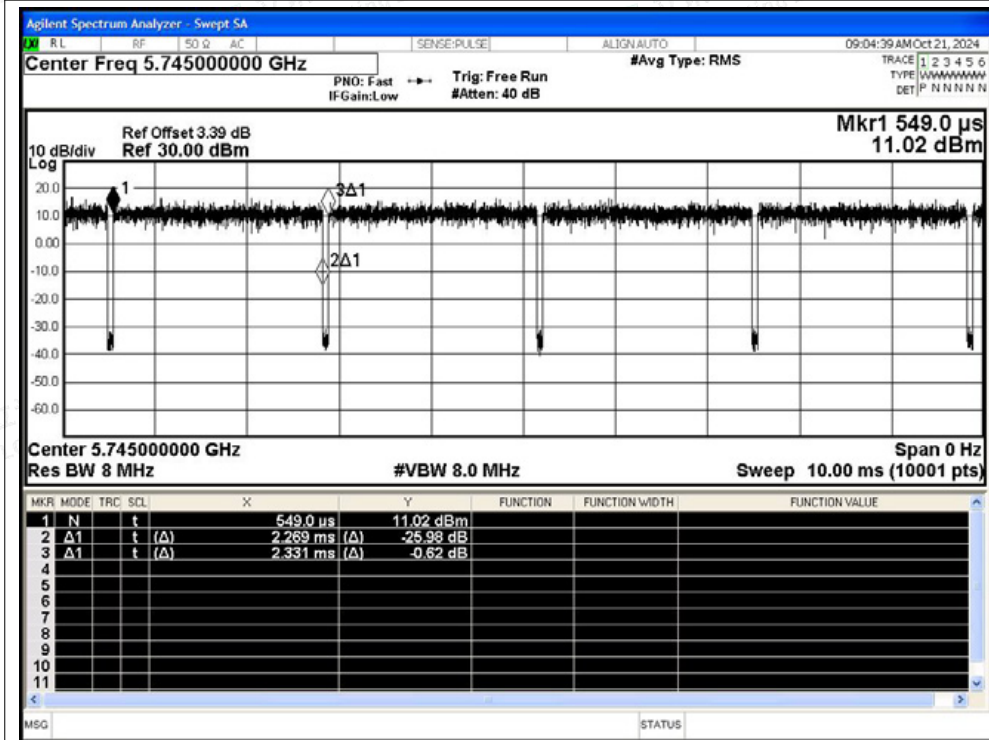 Agilent Spectrum Analyzer - Swept SA
LXI RL RF 50 Ω AC SENSE:PULSE ALIGN AUTO 09:04:39 AM Oct 21, 2024
Center Freq 5.745000000 GHz #Avg Type: RMS TRACE 1 2 3 4 5 6
PNO: Fast Trig: Free Run TYPE WWWWWW
IFGain:Low #Atten: 40 dB DET P N N N N N
Mkr1 549.0 µs
Ref Offset 3.39 dB
10 dB/div Ref 30.00 dBm 11.02 dBm
Log
20.0 1 3Δ1
10.0
0.00
2Δ1
-10.0
-20.0
-30.0
-40.0
-50.0
-60.0
Center 5.745000000 GHz Span 0 Hz
Res BW 8 MHz #VBW 8.0 MHz Sweep 10.00 ms (10001 pts)
MKR MODE TRC SCL X Y FUNCTION FUNCTION WIDTH FUNCTION VALUE
1 N t 549.0 µs 11.02 dBm
2 Δ1 t (Δ) 2.269 ms (Δ) -25.98 dB
3 Δ1 t (Δ) 2.331 ms (Δ) -0.62 dB
4
5
6
7
8
9
10
11
MSG STATUS